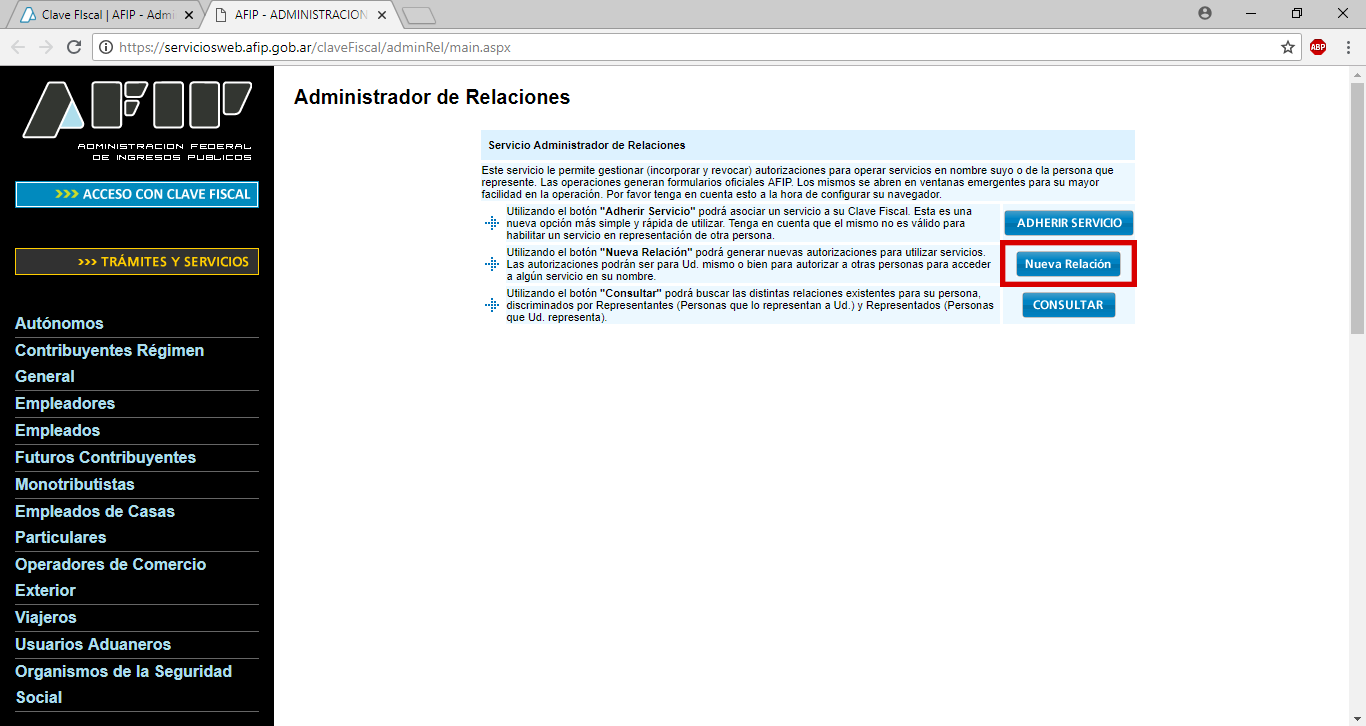 Clave FIscal | AFIP - Admi
AFIP - ADMINISTRACION
https://serviciosweb.afip.gob.ar/claveFiscal/adminRel/main.aspx
ABP
AFIP
ADMINISTRACION FEDERAL
DE INGRESOS PUBLICOS
>>> ACCESO CON CLAVE FISCAL
>>> TRÁMITES Y SERVICIOS
Autónomos
Contribuyentes Régimen
General
Empleadores
Empleados
Futuros Contribuyentes
Monotributistas
Empleados de Casas
Particulares
Operadores de Comercio
Exterior
Viajeros
Usuarios Aduaneros
Organismos de la Seguridad
Social
Administrador de Relaciones
Servicio Administrador de Relaciones
Este servicio le permite gestionar (incorporar y revocar) autorizaciones para operar servicios en nombre suyo o de la persona que
represente. Las operaciones generan formularios oficiales AFIP. Los mismos se abren en ventanas emergentes para su mayor
facilidad en la operación. Por favor tenga en cuenta esto a la hora de configurar su navegador.
Utilizando el botón "Adherir Servicio" podrá asociar un servicio a su Clave Fiscal. Esta es una
nueva opción más simple y rápida de utilizar. Tenga en cuenta que el mismo no es válido para
habilitar un servicio en representación de otra persona.
ADHERIR SERVICIO
Utilizando el botón "Nueva Relación" podrá generar nuevas autorizaciones para utilizar servicios.
Las autorizaciones podrán ser para Ud. mismo o bien para autorizar a otras personas para acceder
a algún servicio en su nombre.
Nueva Relación
Utilizando el botón "Consultar" podrá buscar las distintas relaciones existentes para su persona,
discriminados por Representantes (Personas que lo representan a Ud.) y Representados (Personas
que Ud. representa).
CONSULTAR